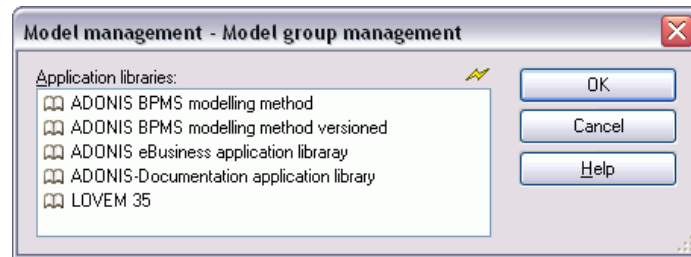 Model management - Model group management
Application libraries:
OK
ADONIS BPMS modelling method
ADONIS BPMS modelling method versioned
Cancel
ADONIS eBusiness application libraray
ADONIS-Documentation application library
Help
LOVEM 35